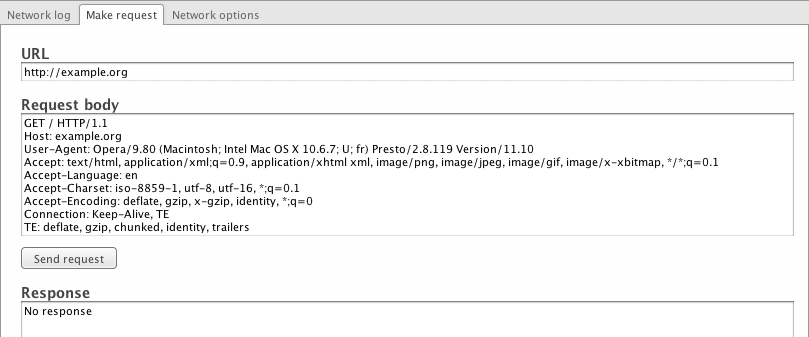 Network log Make request Network options
URL
http://example.org
Request body
GET / HTTP/1.1
Host: example.org
User-Agent: Opera/9.80 (Macintosh; Intel Mac OS X 10.6.7; U; fr) Presto/2.8.119 Version/11.10
Accept: text/html, application/xml;q=0.9, application/xhtml xml, image/png, image/jpeg, image/gif, image/x-xbitmap, */*;q=0.1
Accept-Language: en
Accept-Charset: iso-8859-1, utf-8, utf-16, *;q=0.1
Accept-Encoding: deflate, gzip, x-gzip, identity, *;q=0
Connection: Keep-Alive, TE
TE: deflate, gzip, chunked, identity, trailers
Send request
Response
No response